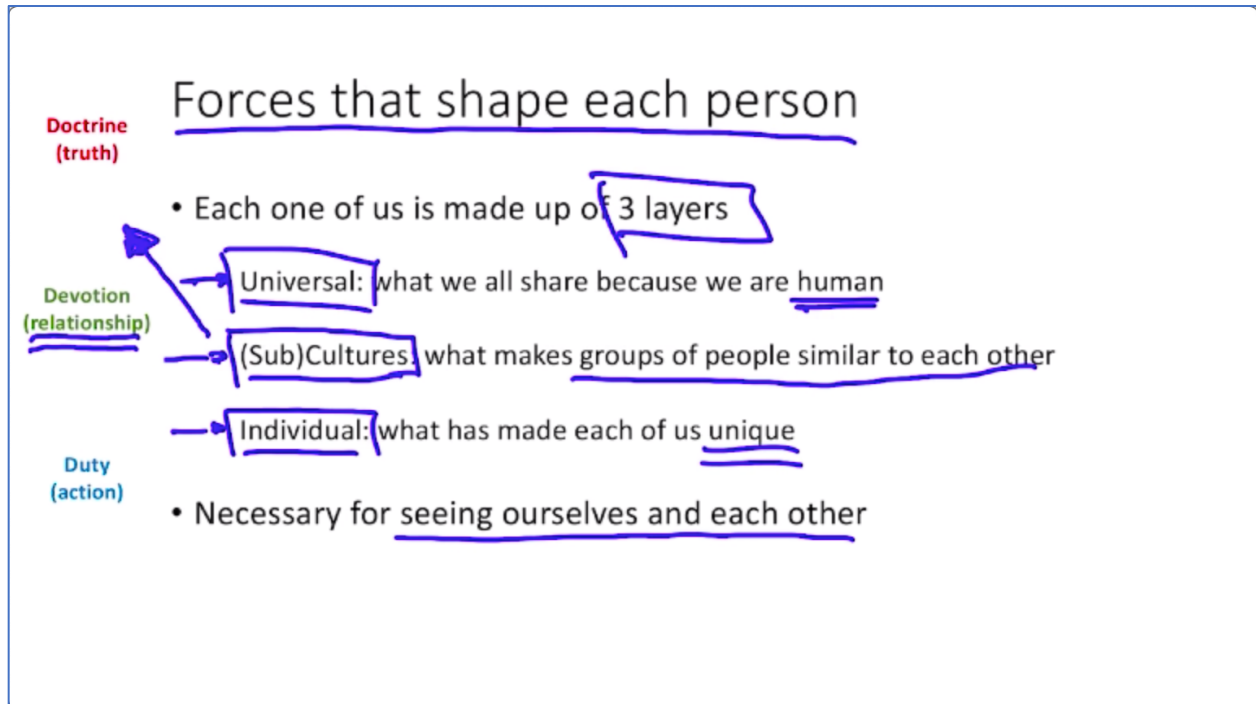 Forces that shape each person
Doctrine
(truth)
• Each one of us is made up of 3 layers
Universal: what we all share because we are human
Devotion
(relationship)
(Sub)Cultures: what makes groups of people similar to each other
Individual: what has made each of us unique
Duty
(action)
• Necessary for seeing ourselves and each other